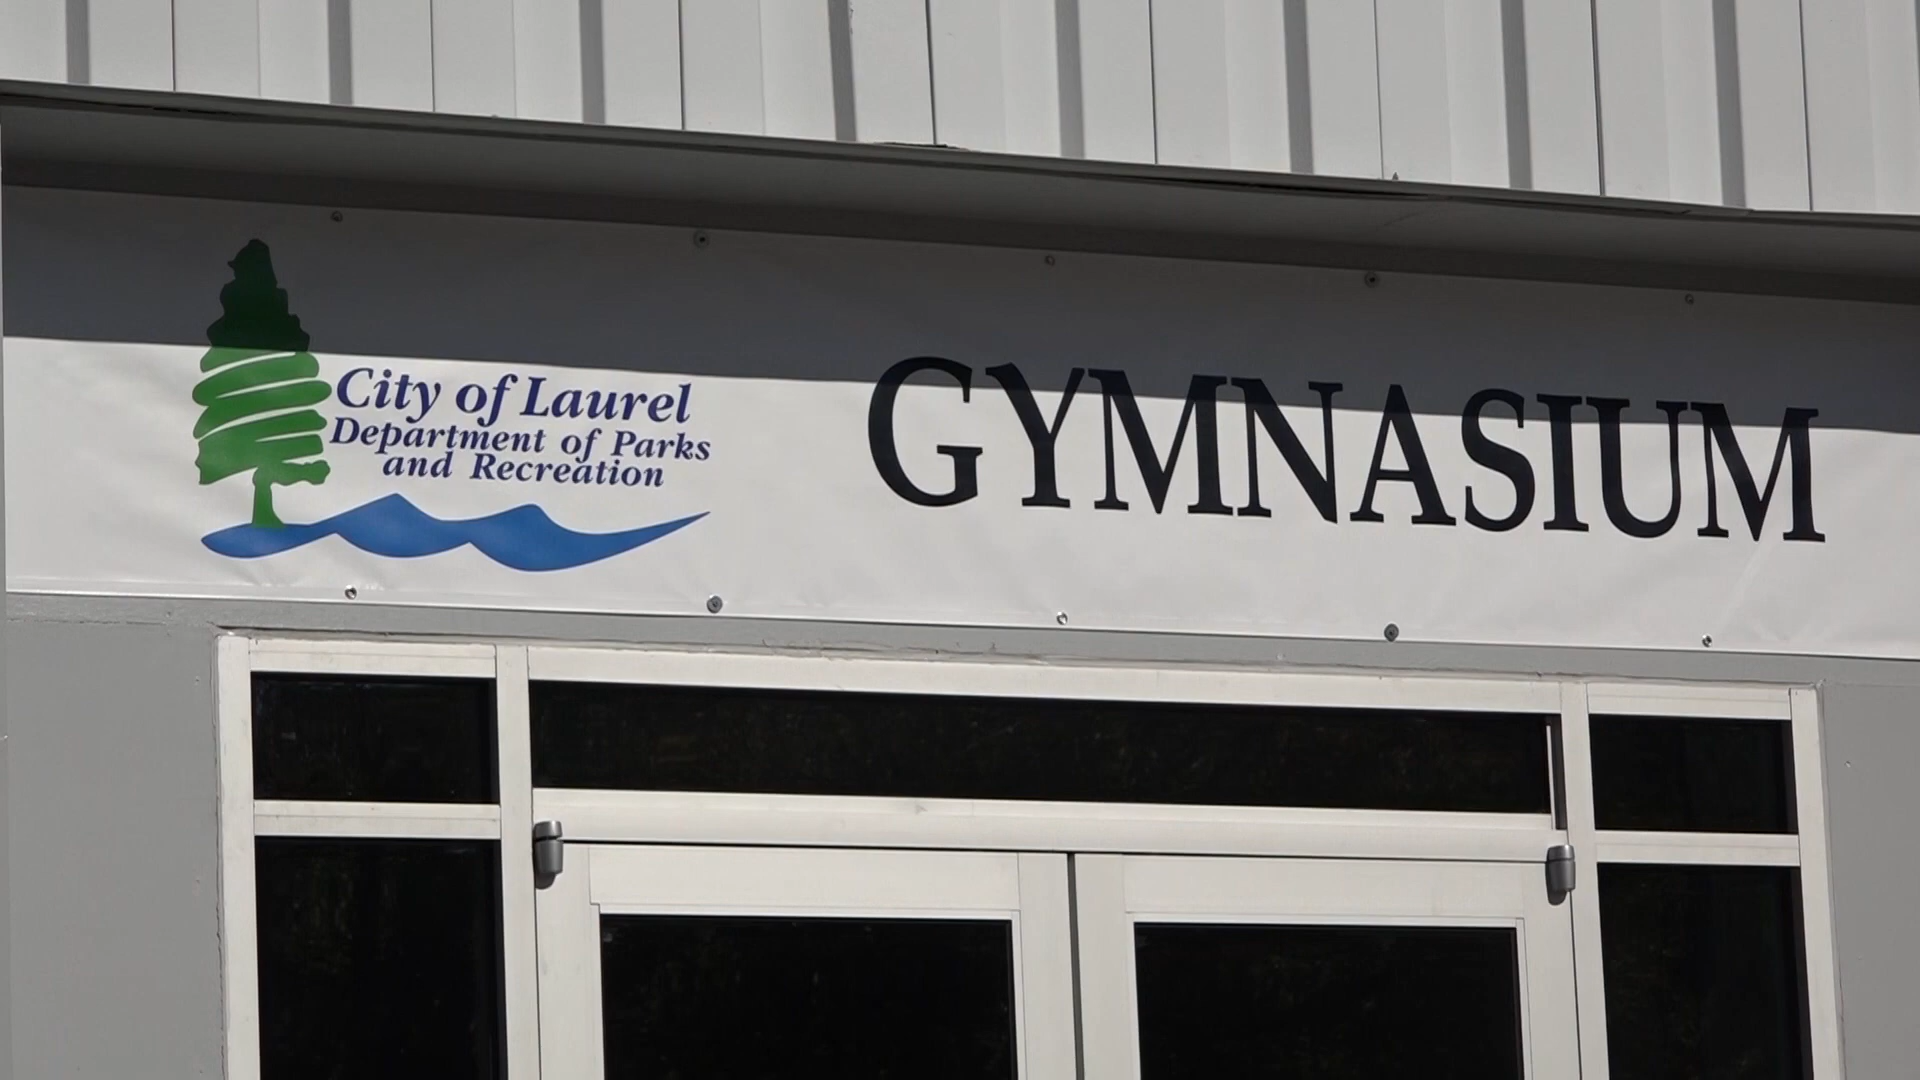 City of Laurel
Department of Parks
and Recreation
GYMNASIUM